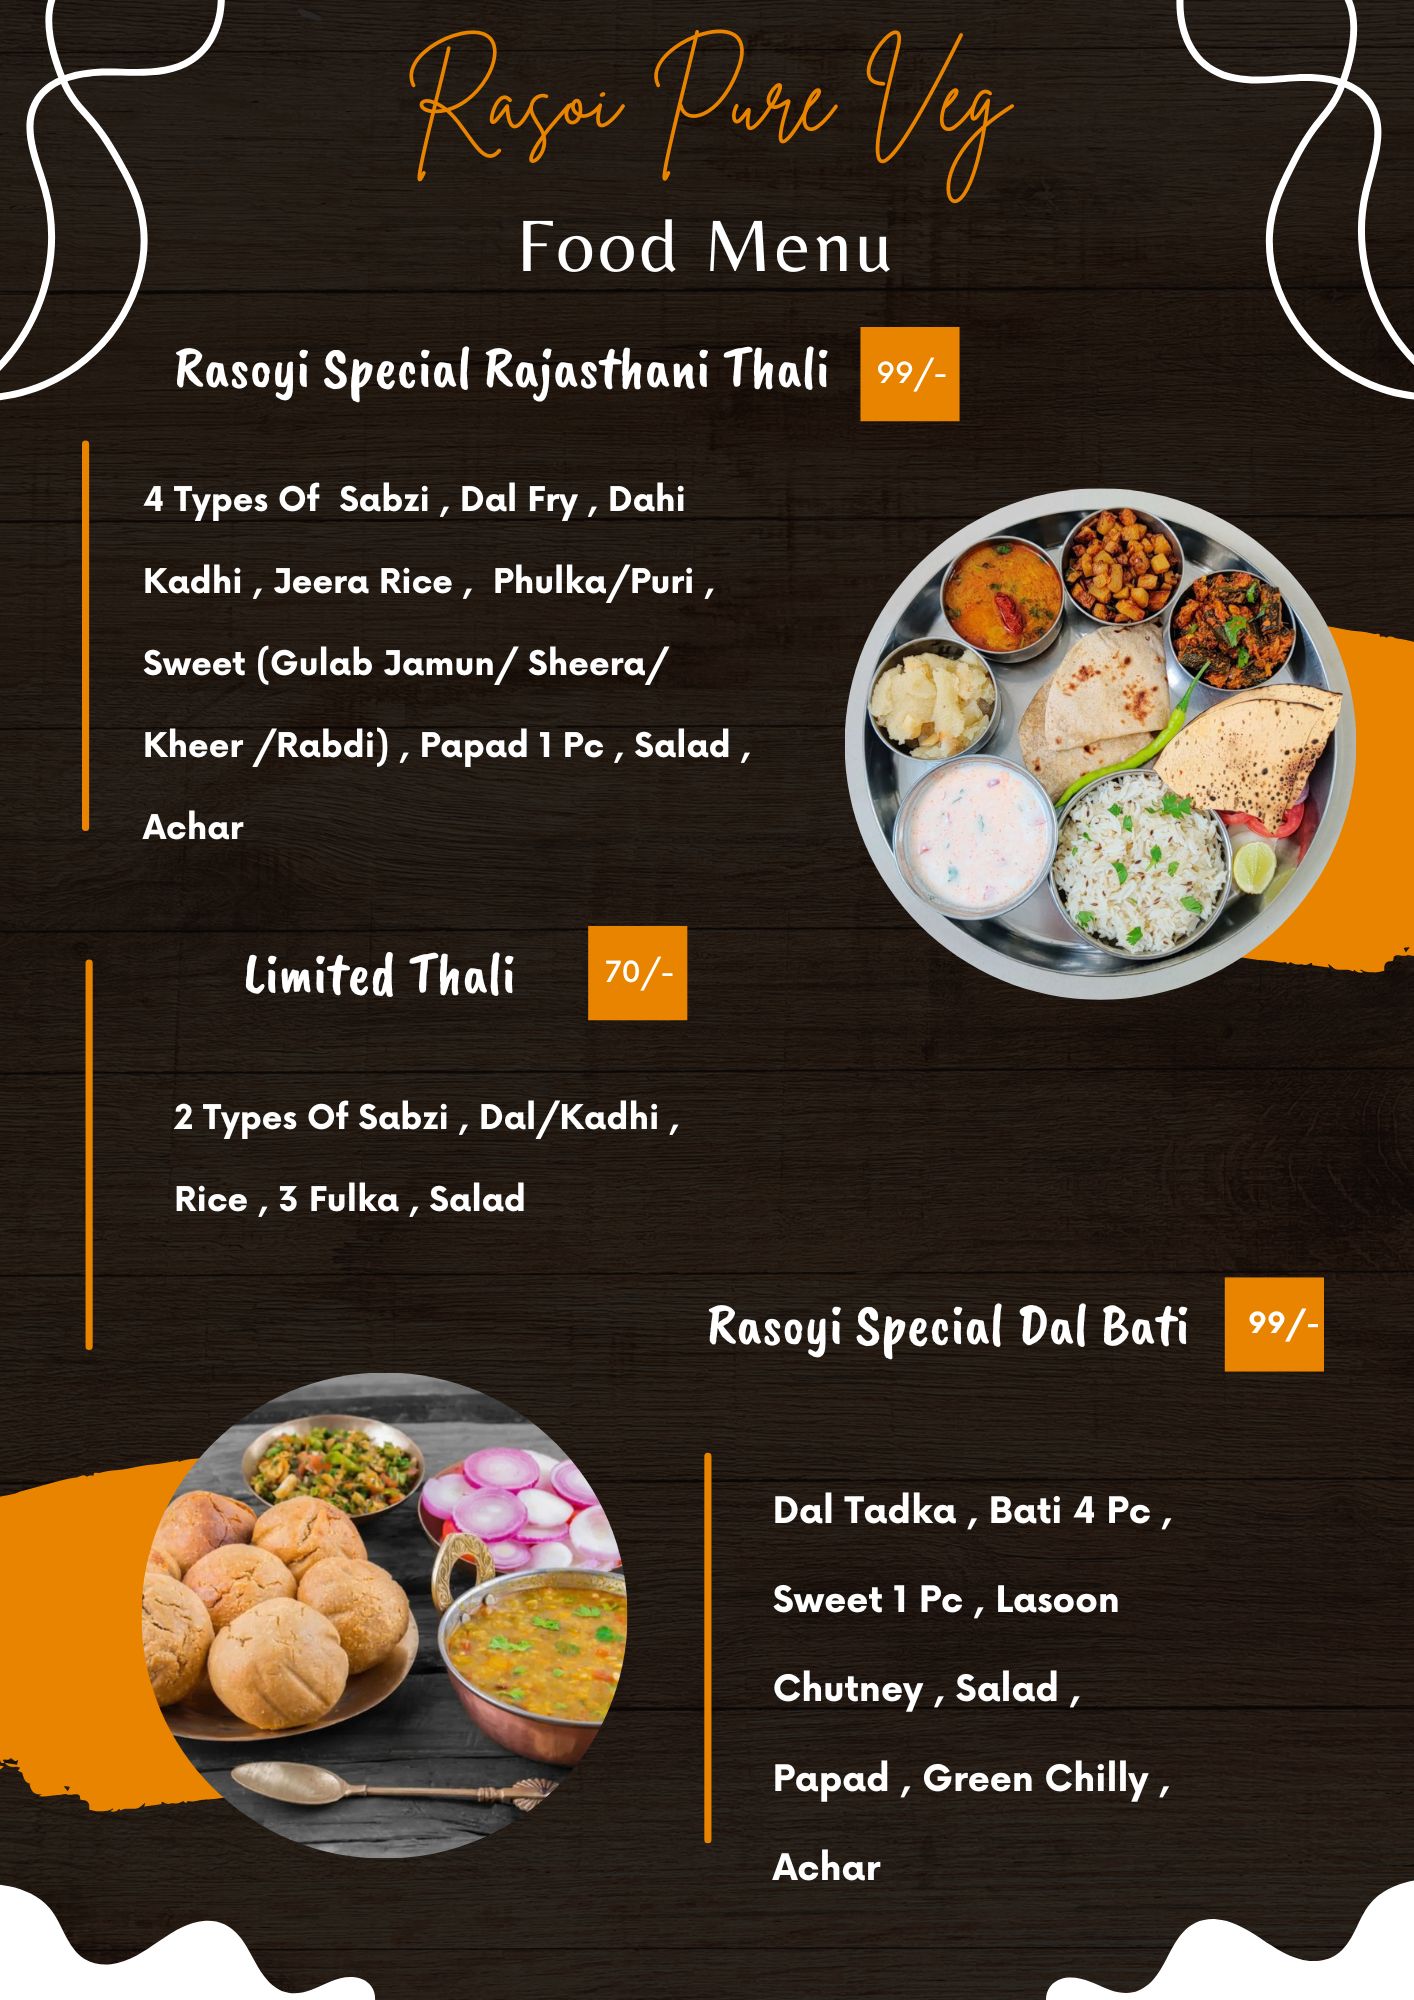 Rasoi Pure Veg
Food Menu
Rasoyi Special Rajasthani Thali 99/-
4 Types Of Sabzi , Dal Fry , Dahi
Kadhi , Jeera Rice , Phulka/Puri ,
Sweet (Gulab Jamun/ Sheera/
Kheer /Rabdi) , Papad 1 Pc , Salad ,
Achar
Limited Thali 70/-
2 Types Of Sabzi , Dal/Kadhi ,
Rice , 3 Fulka , Salad
Rasoyi Special Dal Bati 99/-
Dal Tadka , Bati 4 Pc ,
Sweet 1 Pc , Lasoon
Chutney , Salad ,
Papad , Green Chilly ,
Achar